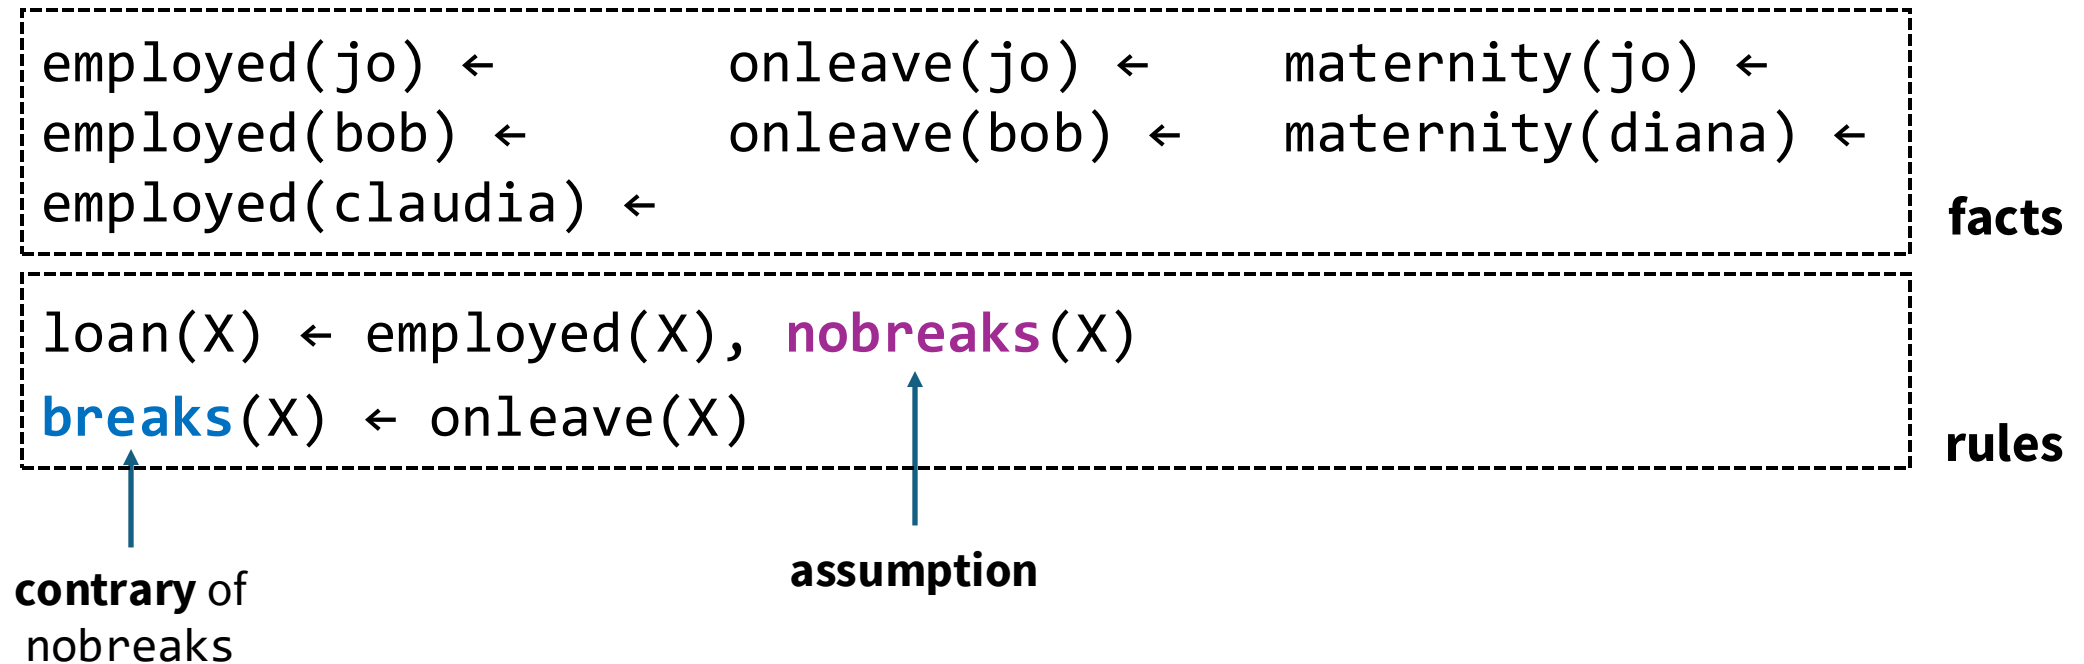 employed(jo) ← onleave(jo) ← maternity(jo) ←
employed(bob) ← onleave(bob) ← maternity(diana) ←
employed(claudia) ←
facts
loan(X) ← employed(X), nobreaks(X)
breaks(X) ← onleave(X)
rules
assumption
contrary of
nobreaks